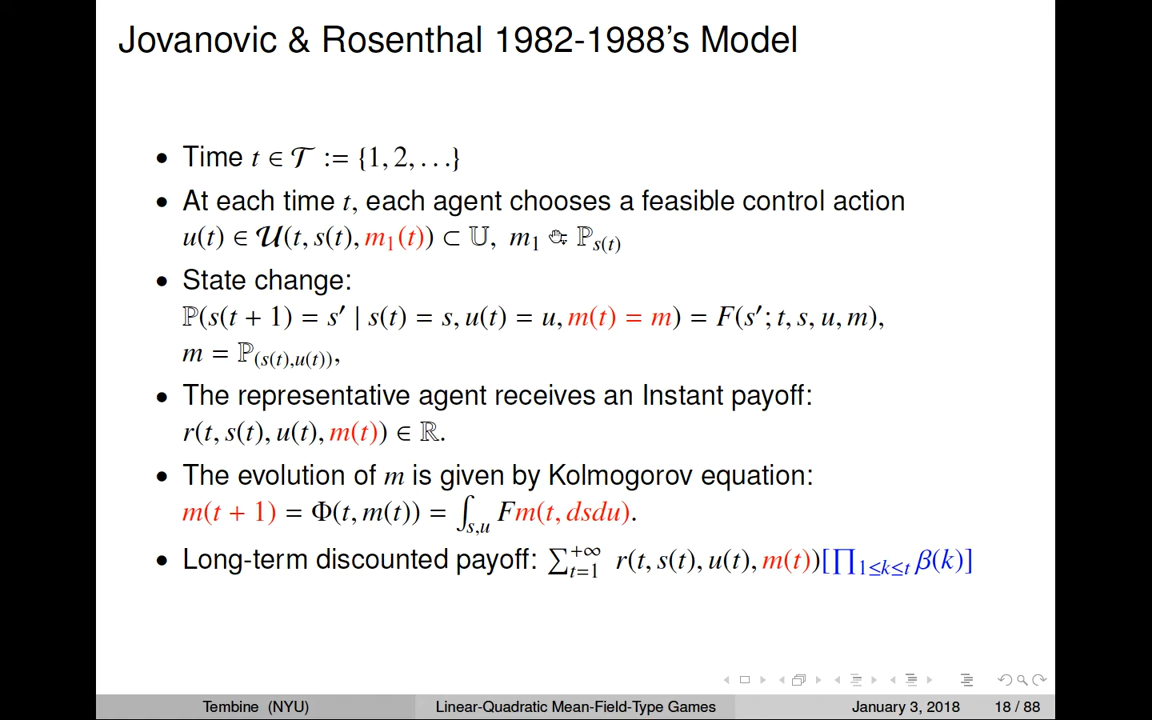 Jovanovic & Rosenthal 1982-1988's Model
• Time t ∈ 𝒯 := {1, 2, . . .}
• At each time t, each agent chooses a feasible control action
u(t) ∈ 𝒰(t, s(t), m₁(t)) ⊂ 𝕌, m₁ ℙ_{s(t)}
• State change:
ℙ(s(t + 1) = s′ | s(t) = s, u(t) = u, m(t) = m) = F(s′; t, s, u, m),
m = ℙ_{(s(t),u(t))},
• The representative agent receives an Instant payoff:
r(t, s(t), u(t), m(t)) ∈ ℝ.
• The evolution of m is given by Kolmogorov equation:
m(t + 1) = Φ(t, m(t)) = ∫_{s,u} Fm(t, dsdu).
• Long-term discounted payoff: ∑_{t=1}^{+∞} r(t, s(t), u(t), m(t))[∏_{1≤k≤t} β(k)]
Tembine (NYU) Linear-Quadratic Mean-Field-Type Games January 3, 2018 18 / 88